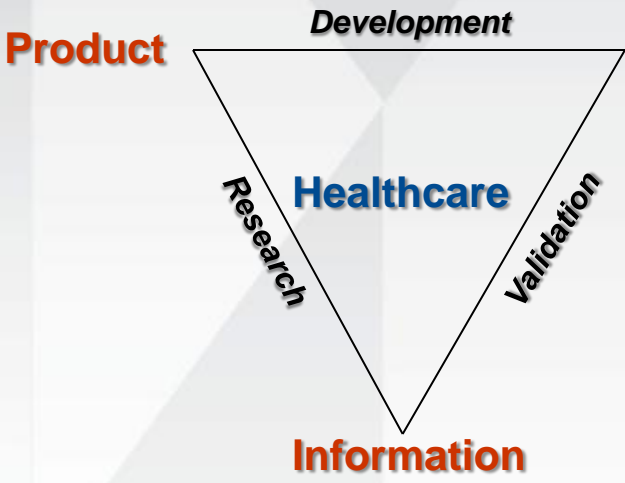 Development
Product
Healthcare
Research
Validation
Information